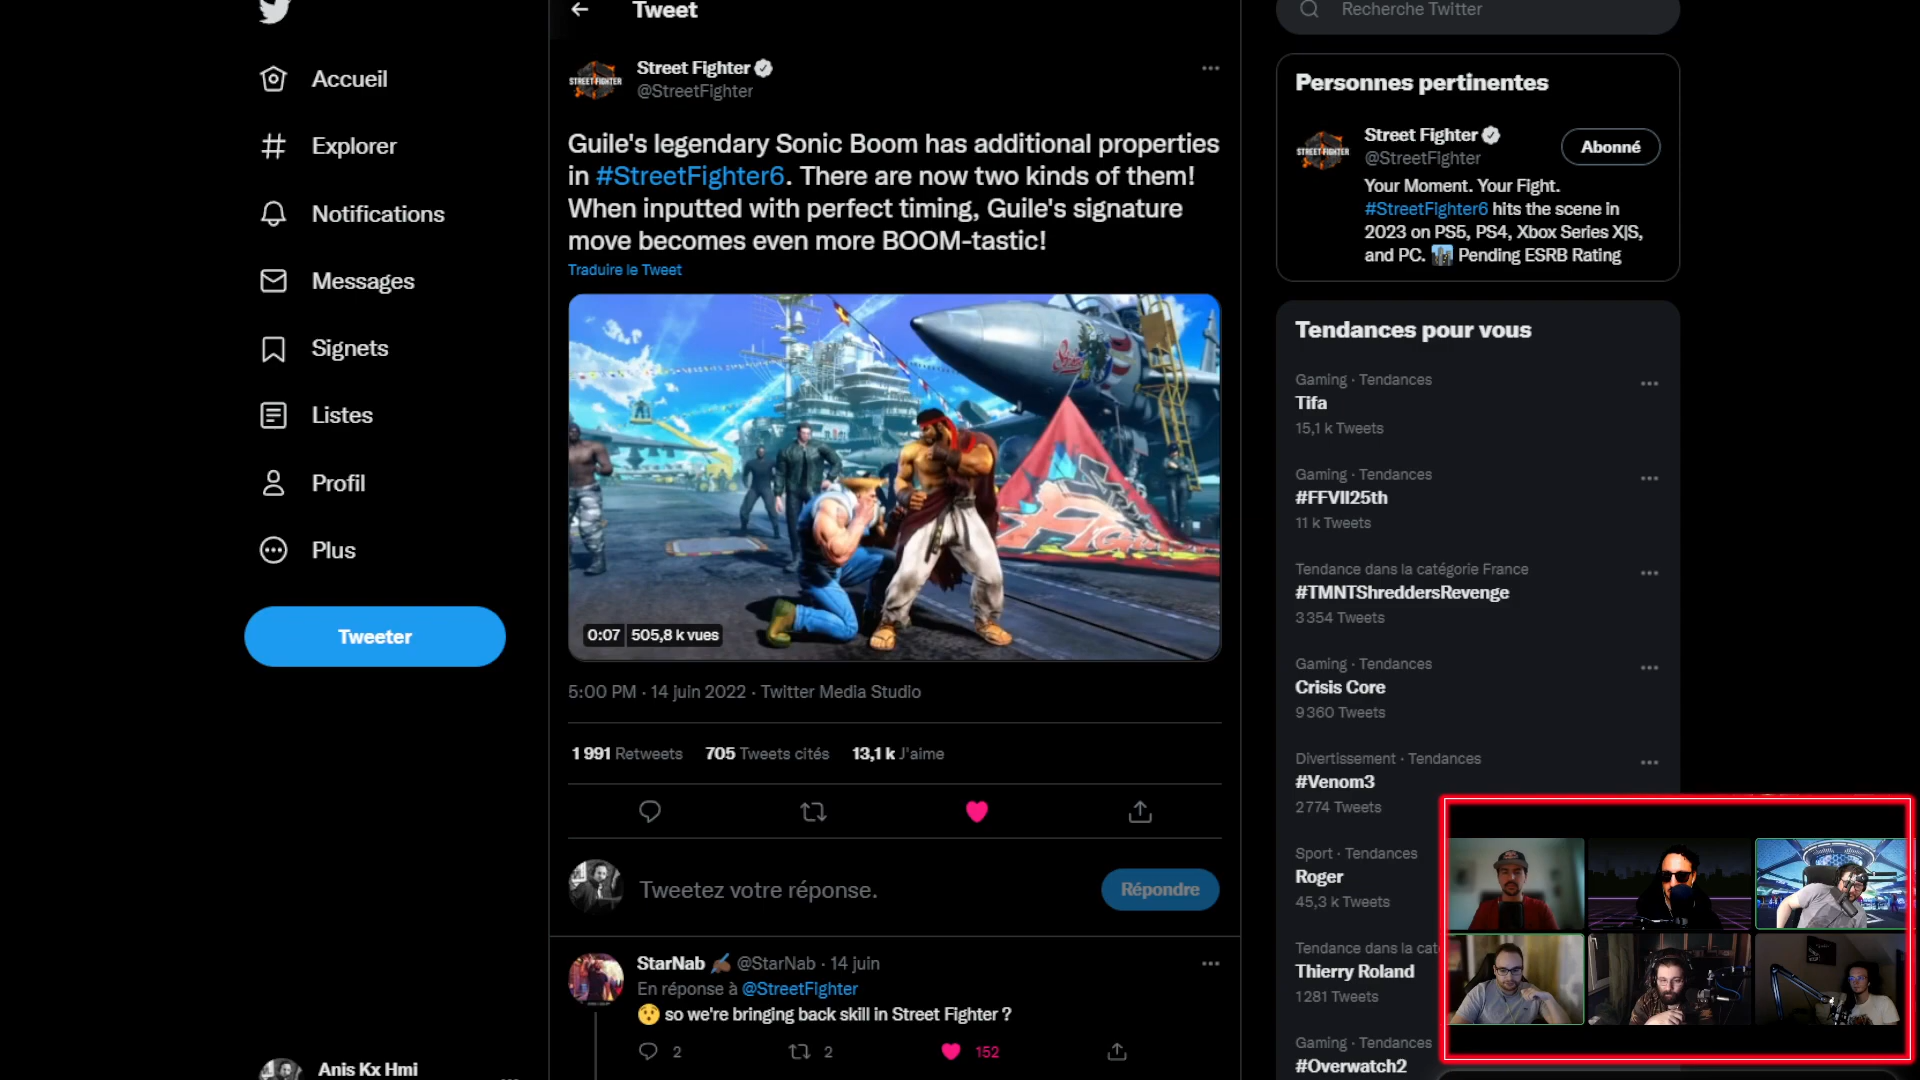 Accueil
Explorer
Notifications
Messages
Signets
Listes
Profil
Plus
Tweeter
Anis Kx Hmi
Tweet
STREET FIGHTER
Street Fighter
@StreetFighter
Guile's legendary Sonic Boom has additional properties
in #StreetFighter6. There are now two kinds of them!
When inputted with perfect timing, Guile's signature
move becomes even more BOOM-tastic!
Traduire le Tweet
0:07 505,8 k vues
5:00 PM · 14 juin 2022 · Twitter Media Studio
1 991 Retweets 705 Tweets cités 13,1 k J'aime
Tweetez votre réponse.
Répondre
StarNab @StarNab · 14 juin
En réponse à @StreetFighter
😯 so we're bringing back skill in Street Fighter ?
2 2 152
Recherche Twitter
Personnes pertinentes
STREET FIGHTER
Street Fighter
@StreetFighter
Abonné
Your Moment. Your Fight.
#StreetFighter6 hits the scene in
2023 on PS5, PS4, Xbox Series X|S,
and PC. Pending ESRB Rating
Tendances pour vous
Gaming · Tendances
Tifa
15,1 k Tweets
Gaming · Tendances
#FFVII25th
11 k Tweets
Tendance dans la catégorie France
#TMNTShreddersRevenge
3 354 Tweets
Gaming · Tendances
Crisis Core
9 360 Tweets
Divertissement · Tendances
#Venom3
2 774 Tweets
Sport · Tendances
Roger
45,3 k Tweets
Tendance dans la cat
Thierry Roland
1 281 Tweets
Gaming · Tendances
#Overwatch2